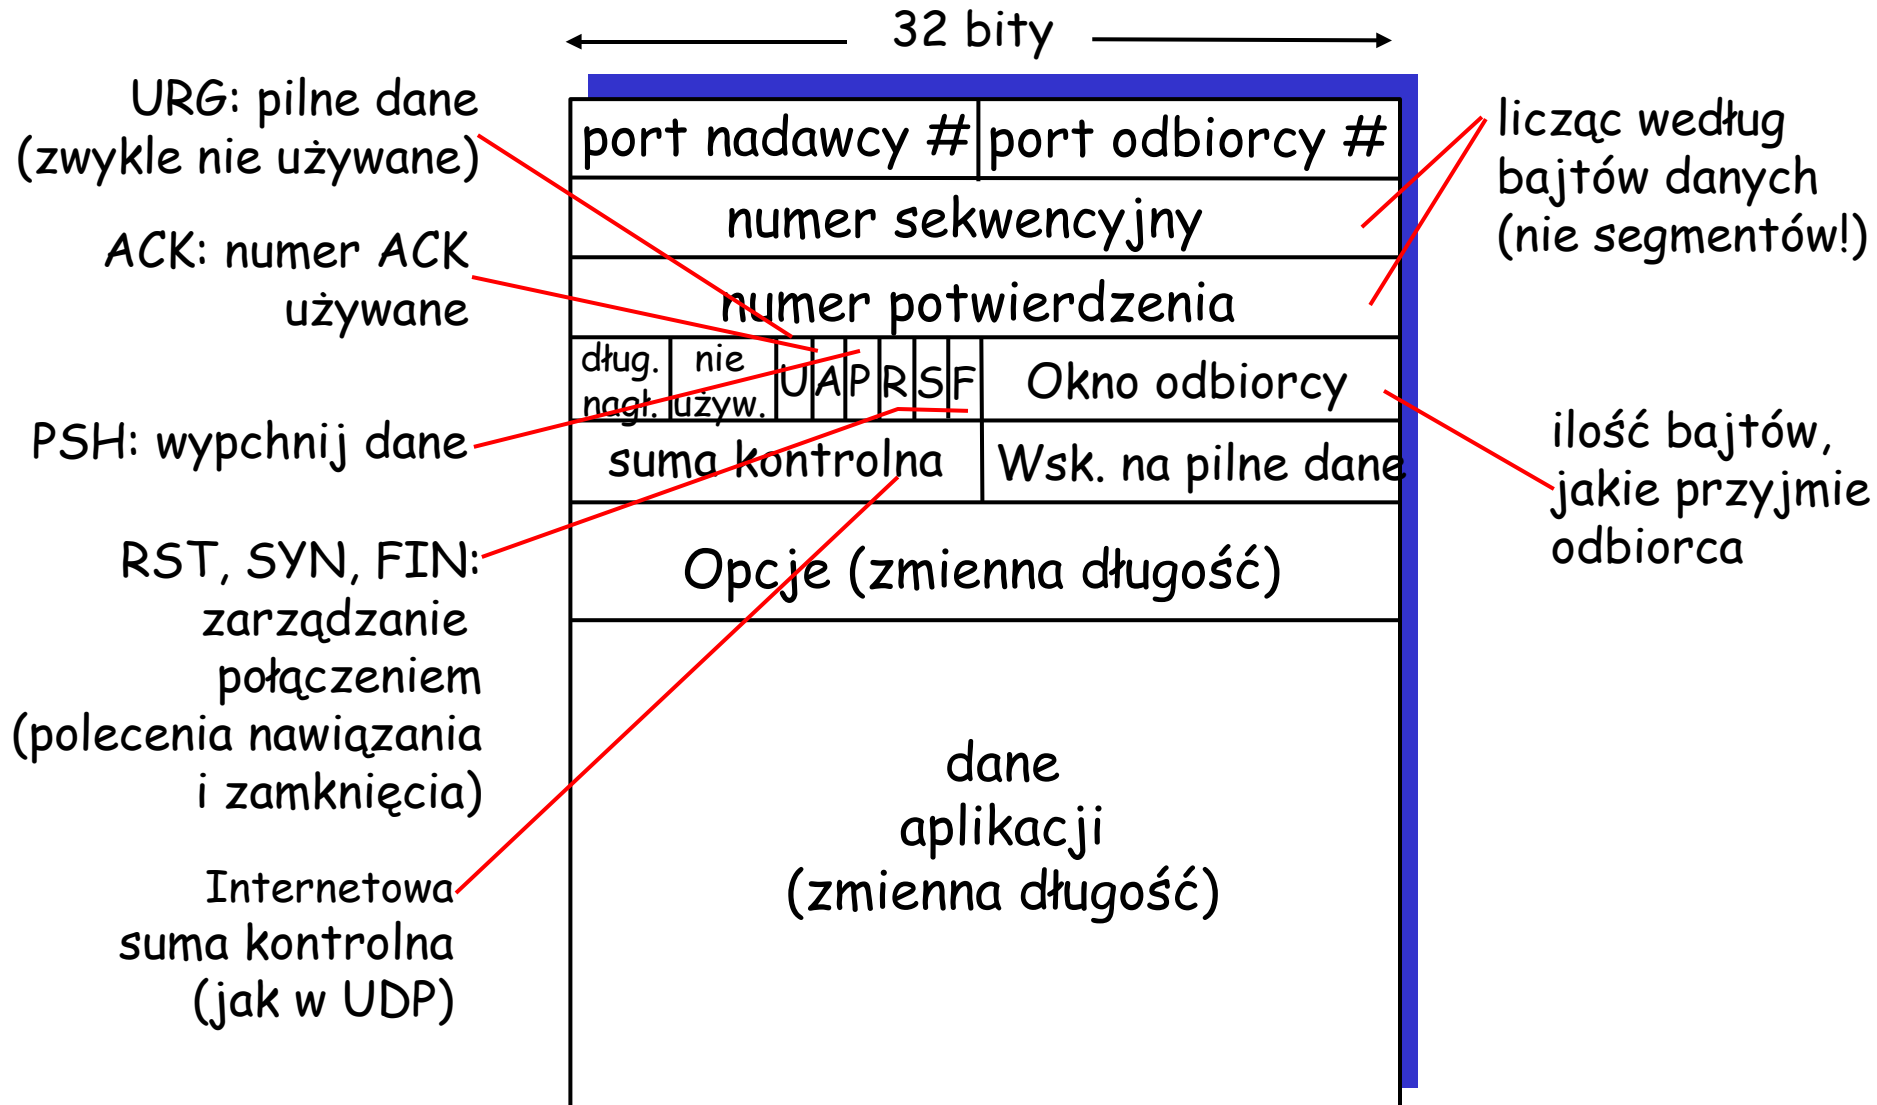 32 bity
URG: pilne dane
(zwykle nie używane)
ACK: numer ACK
używane
PSH: wypchnij dane
RST, SYN, FIN:
zarządzanie
połączeniem
(polecenia nawiązania
i zamknięcia)
Internetowa
suma kontrolna
(jak w UDP)
port nadawcy #
port odbiorcy #
numer sekwencyjny
numer potwierdzenia
dług.
nagł.
nie
używ.
U
A
P
R
S
F
Okno odbiorcy
suma kontrolna
Wsk. na pilne dane
Opcje (zmienna długość)
dane
aplikacji
(zmienna długość)
licząc według
bajtów danych
(nie segmentów!)
ilość bajtów,
jakie przyjmie
odbiorca